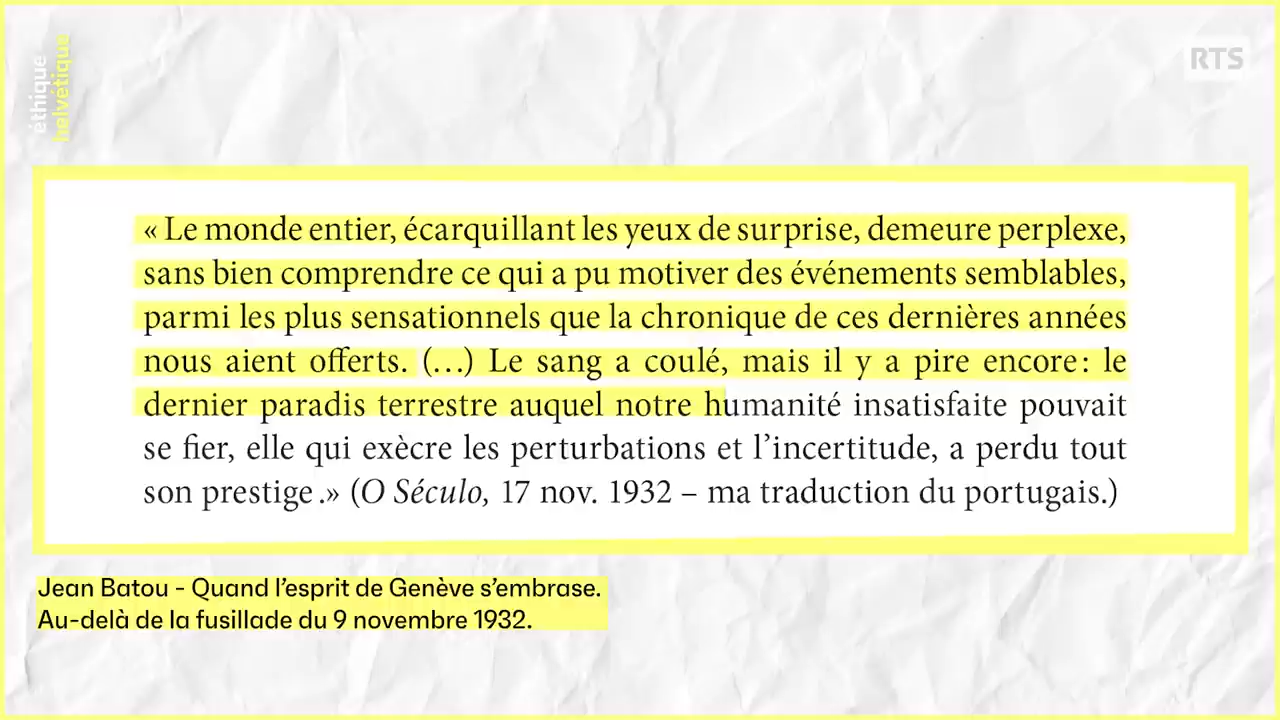 éthique
helvétique
RTS
« Le monde entier, écarquillant les yeux de surprise, demeure perplexe,
sans bien comprendre ce qui a pu motiver des événements semblables,
parmi les plus sensationnels que la chronique de ces dernières années
nous aient offerts. (…) Le sang a coulé, mais il y a pire encore : le
dernier paradis terrestre auquel notre humanité insatisfaite pouvait
se fier, elle qui exècre les perturbations et l’incertitude, a perdu tout
son prestige.» (O Século, 17 nov. 1932 – ma traduction du portugais.)
Jean Batou - Quand l’esprit de Genève s’embrase.
Au-delà de la fusillade du 9 novembre 1932.